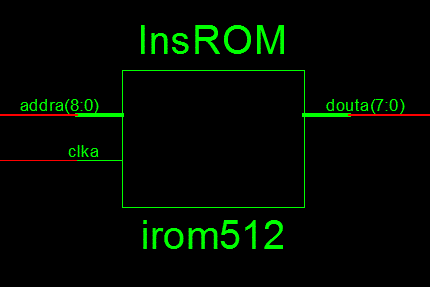 InsROM
addra(8:0)
douta(7:0)
clka
irom512